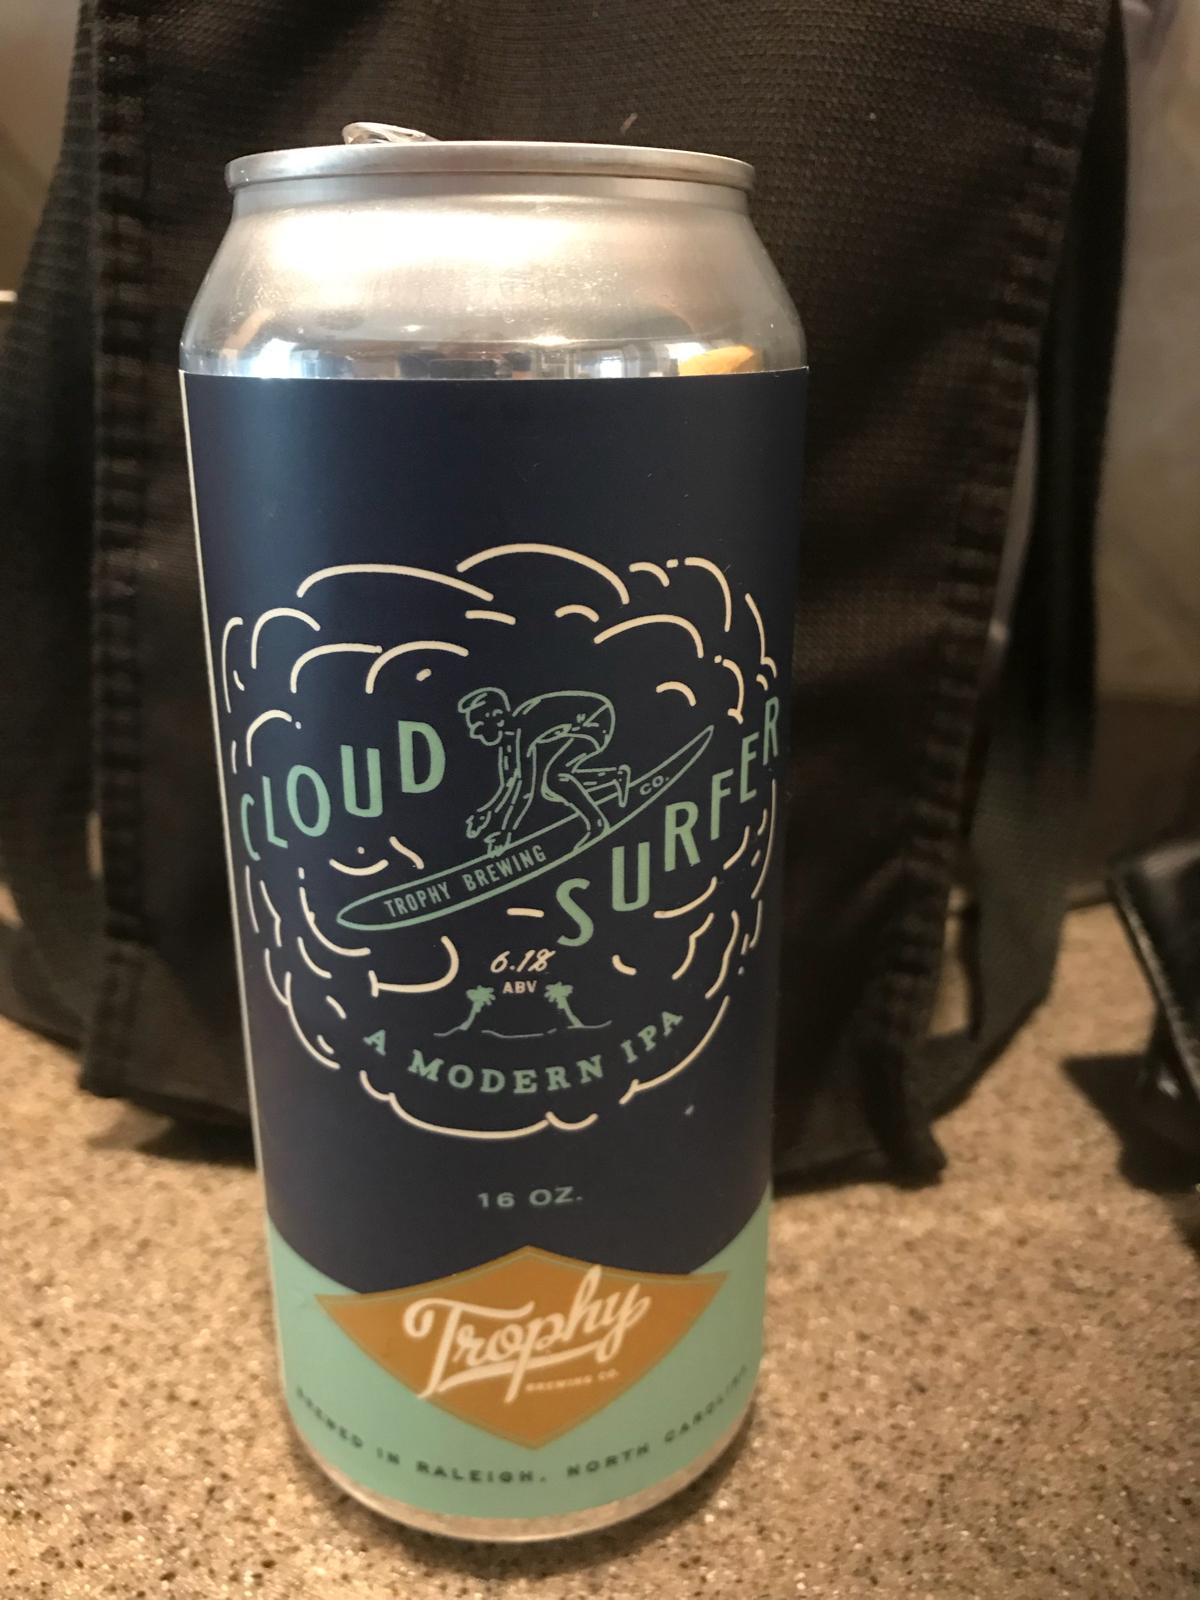 CLOUD
SURFER
TROPHY BREWING CO.
6.1%
ABV
A MODERN IPA
16 OZ.
Trophy
BREWING CO.
BREWED IN RALEIGH, NORTH CAROLINA